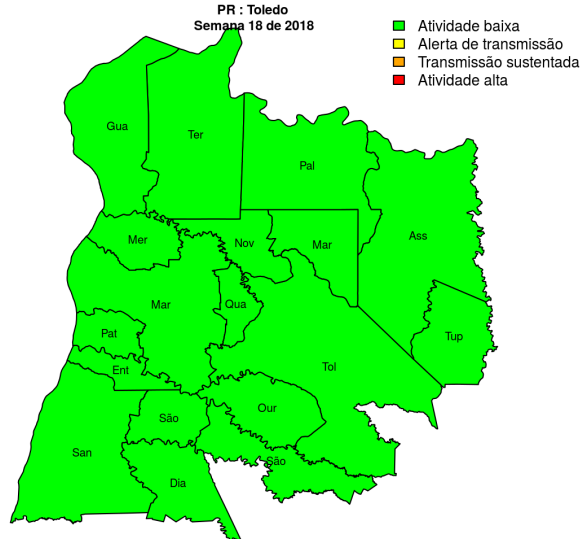 PR : Toledo
Semana 18 de 2018
Atividade baixa
Alerta de transmissão
Transmissão sustentada
Atividade alta
Gua
Ter
Pal
Ass
Mer
Nov
Mar
Mar
Qua
Pat
Tup
Ent
Tol
Our
São
San
São
Dia